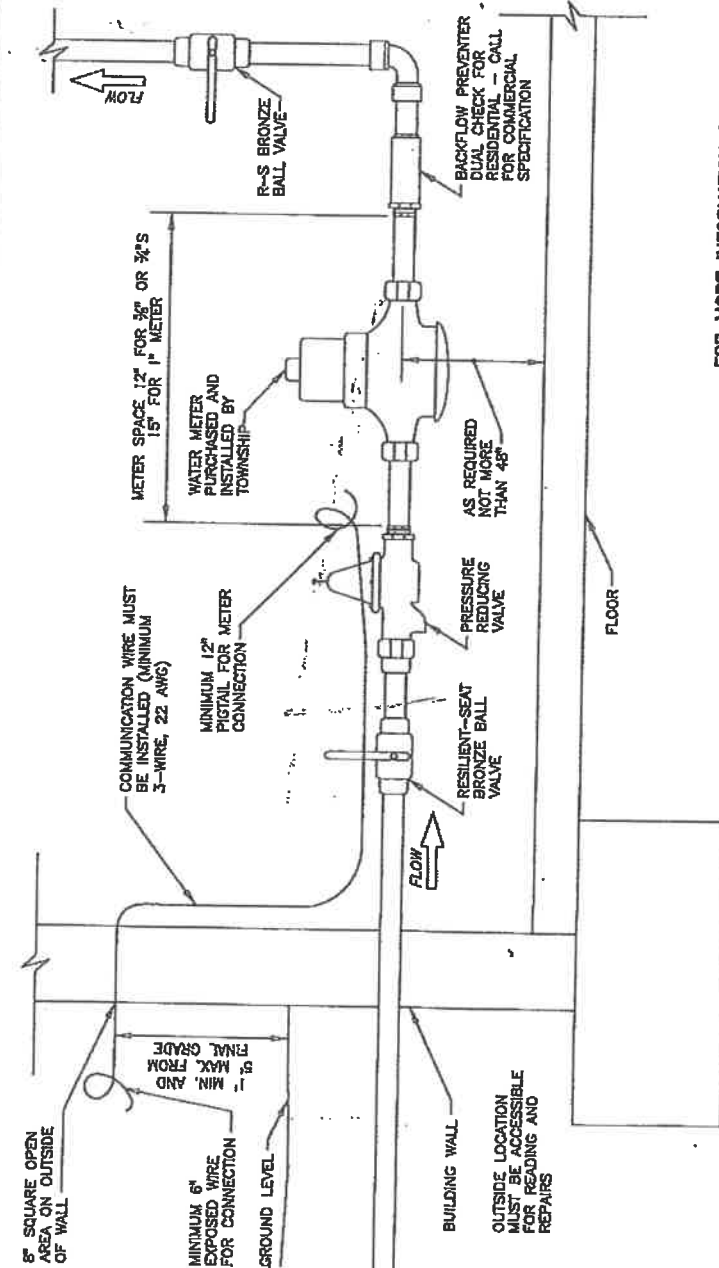 8" SQUARE OPEN
AREA ON OUTSIDE
OF WALL
COMMUNICATION WIRE MUST
BE INSTALLED (MINIMUM
3-WIRE, 22 AWG)
METER SPACE 12" FOR 5/8" OR 3/4"S
15" FOR 1" METER
FLOW
R-S BRONZE
BALL VALVE
WATER METER
PURCHASED AND
INSTALLED BY
TOWNSHIP
1' MIN. AND
5' MAX. FROM
FINAL GRADE
MINIMUM 12"
PIGTAIL FOR METER
CONNECTION
MINIMUM 6"
EXPOSED WIRE
FOR CONNECTION
GROUND LEVEL
FLOW
RESILIENT-SEAT
BRONZE BALL
VALVE
PRESSURE
REDUCING
VALVE
AS REQUIRED
NOT MORE
THAN 48"
BACKFLOW PREVENTER
DUAL CHECK FOR
RESIDENTIAL - CALL
FOR COMMERCIAL
SPECIFICATION
BUILDING WALL
OUTSIDE LOCATION
MUST BE ACCESSIBLE
FOR READING AND
REPAIRS
FLOOR